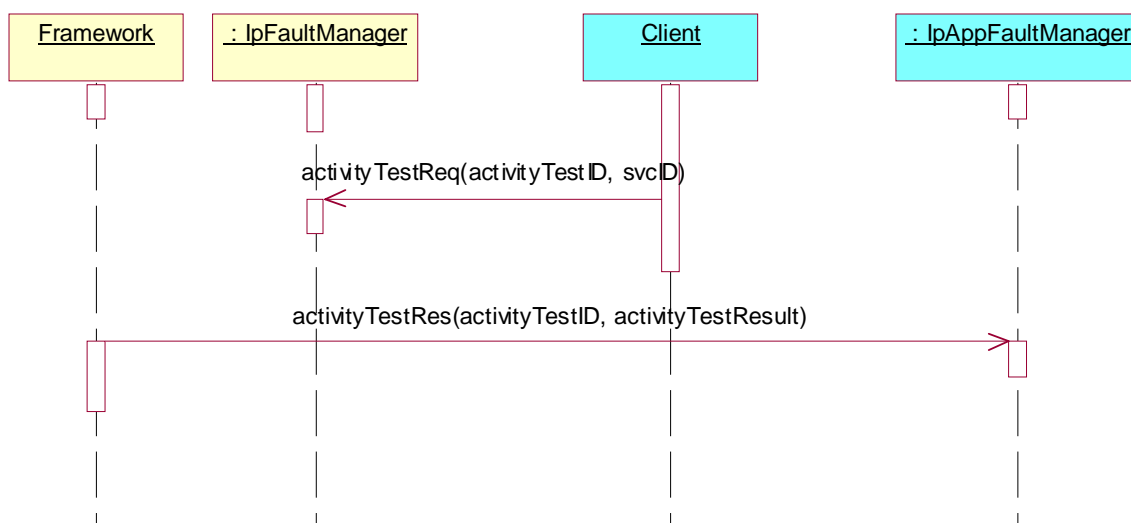 Framework
: IpFaultManager
Client
: IpAppFaultManager
activityTestReq(activityTestID, svcID)
activityTestRes(activityTestID, activityTestResult)